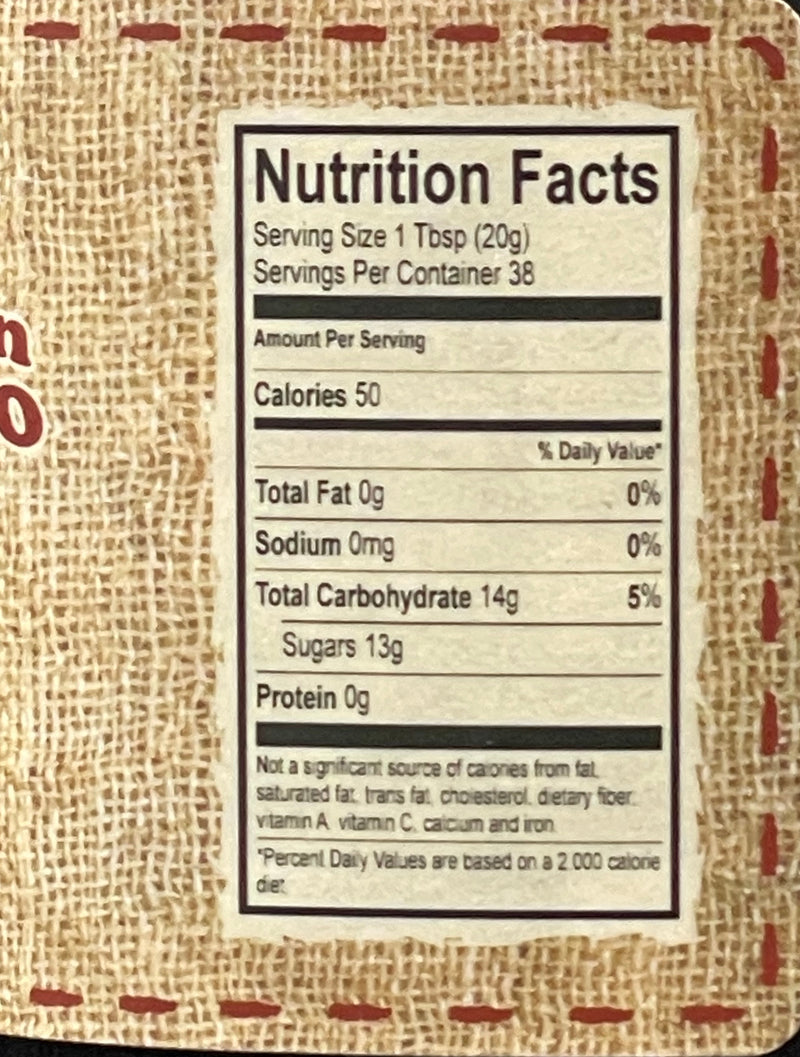 n
0
Nutrition Facts
Serving Size 1 Tbsp (20g)
Servings Per Container 38
Amount Per Serving
Calories 50
% Daily Value*
Total Fat 0g 0%
Sodium 0mg 0%
Total Carbohydrate 14g 5%
Sugars 13g
Protein 0g
Not a significant source of calories from fat,
saturated fat, trans fat, cholesterol, dietary fiber,
vitamin A, vitamin C, calcium and iron.
*Percent Daily Values are based on a 2,000 calorie
diet.